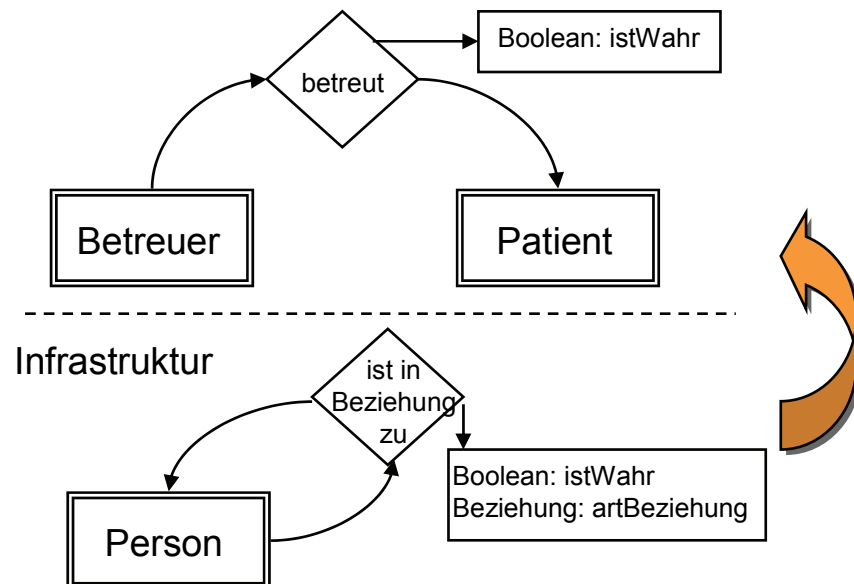 Boolean: istWahr
betreut
Betreuer
Patient
Infrastruktur
ist in
Beziehung
zu
Boolean: istWahr
Beziehung: artBeziehung
Person